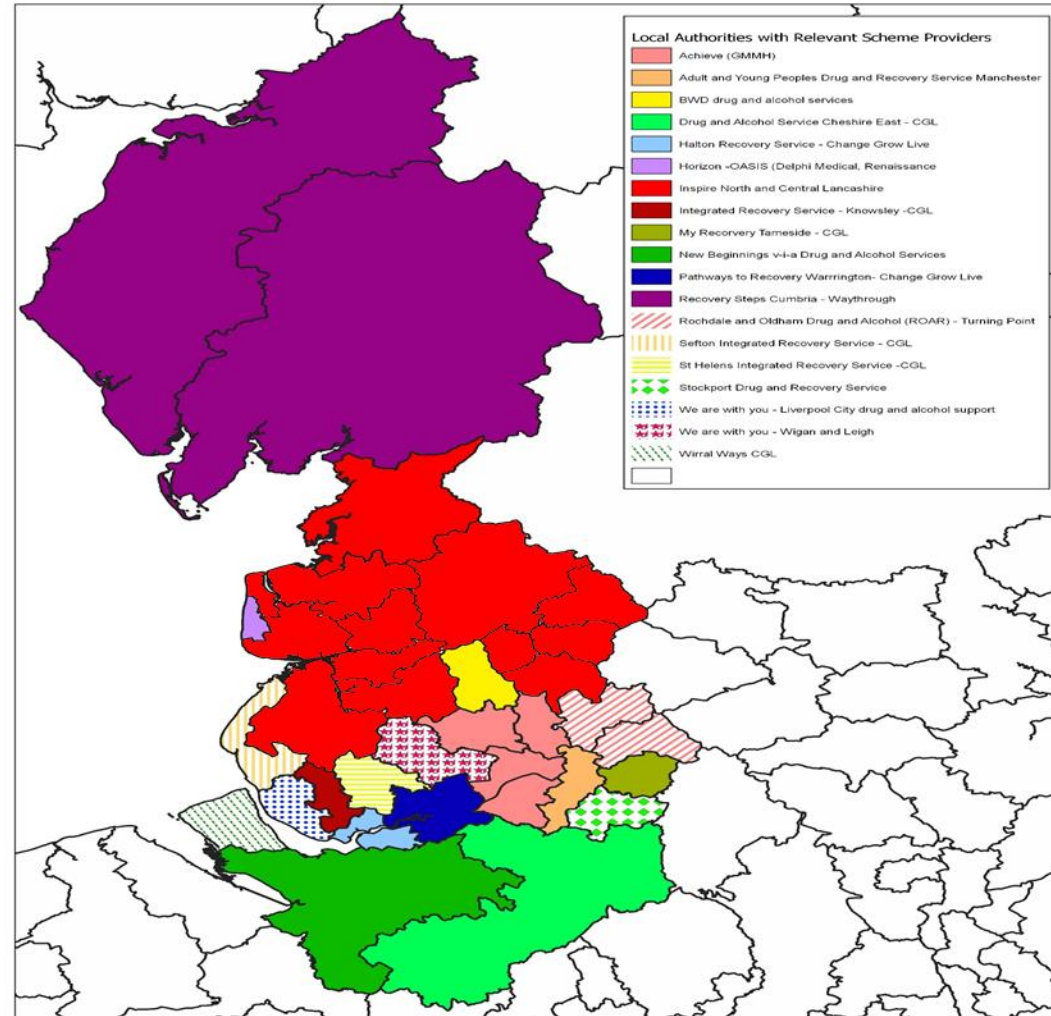 Local Authorities with Relevant Scheme Providers
Achieve (GMMH)
Adult and Young Peoples Drug and Recovery Service Manchester
BWD drug and alcohol services
Drug and Alcohol Service Cheshire East - CGL
Halton Recovery Service - Change Grow Live
Horizon -OASIS (Delphi Medical, Renaissance
Inspire North and Central Lancashire
Integrated Recovery Service - Knowsley -CGL
My Recorvery Tameside - CGL
New Beginnings v-i-a Drug and Alcohol Services
Pathways to Recovery Warrrington- Change Grow Live
Recovery Steps Cumbria - Waythrough
Rochdale and Oldham Drug and Alcohol (ROAR) - Turning Point
Sefton Integrated Recovery Service - CGL
St Helens Integrated Recovery Service -CGL
Stockport Drug and Recovery Service
We are with you - Liverpool City drug and alcohol support
We are with you - Wigan and Leigh
Wirral Ways CGL